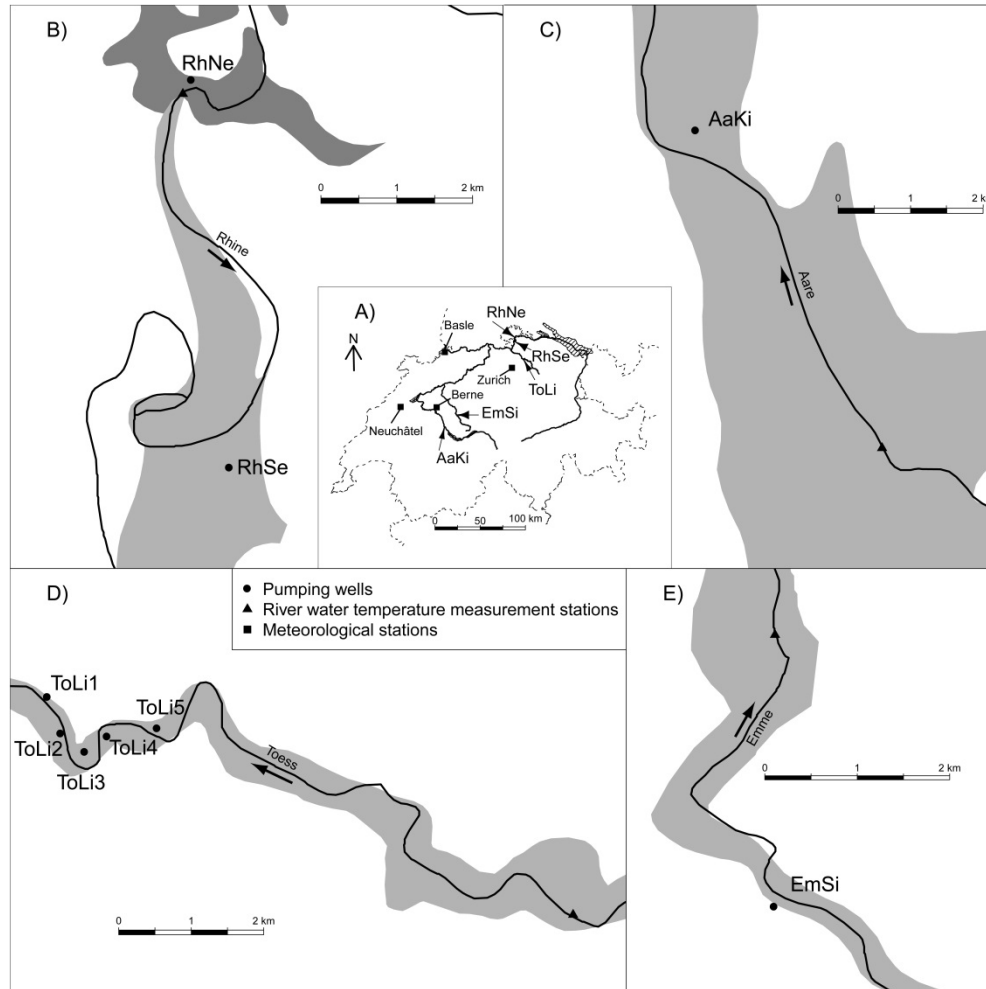 B)
RhNe
0 1 2 km
Rhine
RhSe
C)
AaKi
0 1 2 km
Aare
A)
N
RhNe
Basle
RhSe
Zurich
ToLi
Berne
EmSi
Neuchâtel
AaKi
0 50 100 km
D)
Pumping wells
River water temperature measurement stations
Meteorological stations
ToLi1
ToLi5
ToLi2
ToLi4
ToLi3
Toess
0 1 2 km
E)
Emme
0 1 2 km
EmSi